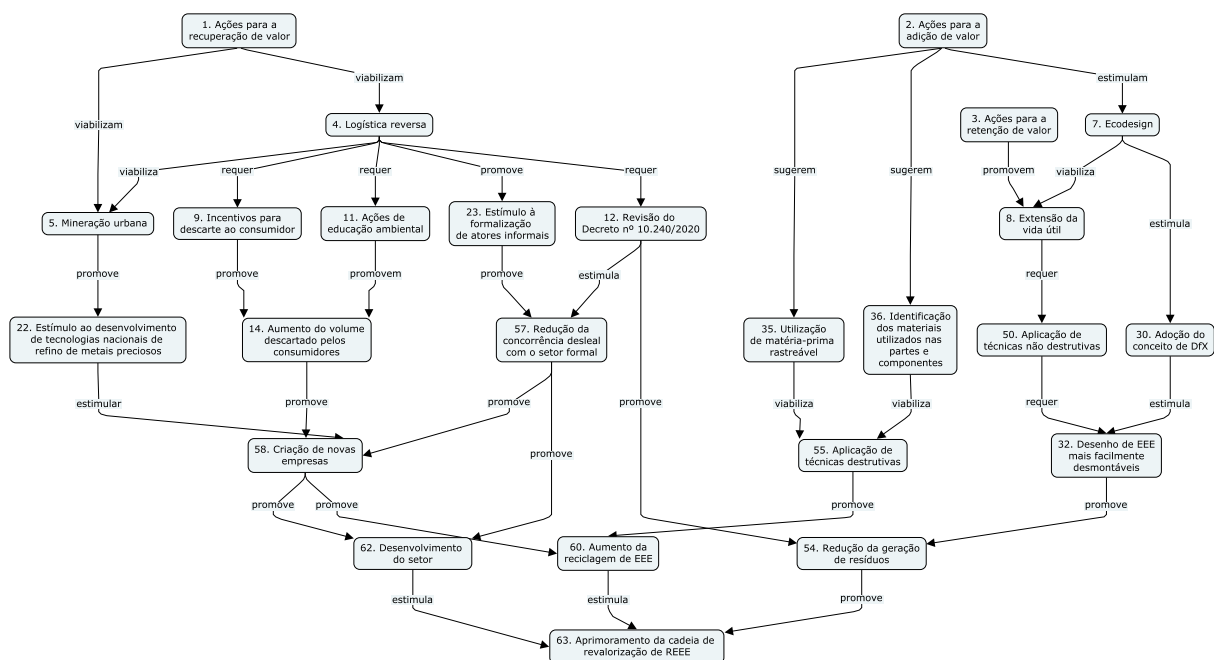 1. Ações para a
recuperação de valor
2. Ações para a
adição de valor
viabilizam
estimulam
3. Ações para a
retenção de valor
viabilizam
4. Logística reversa
7. Ecodesign
viabiliza
requer
requer
promove
requer
sugerem
sugerem
promovem
viabiliza
5. Mineração urbana
9. Incentivos para
descarte ao consumidor
11. Ações de
educação ambiental
23. Estímulo à
formalização
de atores informais
12. Revisão do
Decreto nº 10.240/2020
8. Extensão da
vida útil
estimula
promove
promove
promovem
promove
estimula
requer
22. Estímulo ao desenvolvimento
de tecnologias nacionais de
refino de metais preciosos
14. Aumento do volume
descartado pelos
consumidores
57. Redução da
concorrência desleal
com o setor formal
35. Utilização
de matéria-prima
rastreável
36. Identificação
dos materiais
utilizados nas
partes e
componentes
50. Aplicação de
técnicas não destrutivas
30. Adoção do
conceito de DfX
estimular
promove
promove
promove
viabiliza
viabiliza
requer
estimula
58. Criação de novas
empresas
promove
55. Aplicação de
técnicas destrutivas
32. Desenho de EEE
mais facilmente
desmontáveis
promove
promove
promove
promove
62. Desenvolvimento
do setor
60. Aumento da
reciclagem de EEE
54. Redução da geração
de resíduos
estimula
estimula
promove
63. Aprimoramento da cadeia de
revalorização de REEE